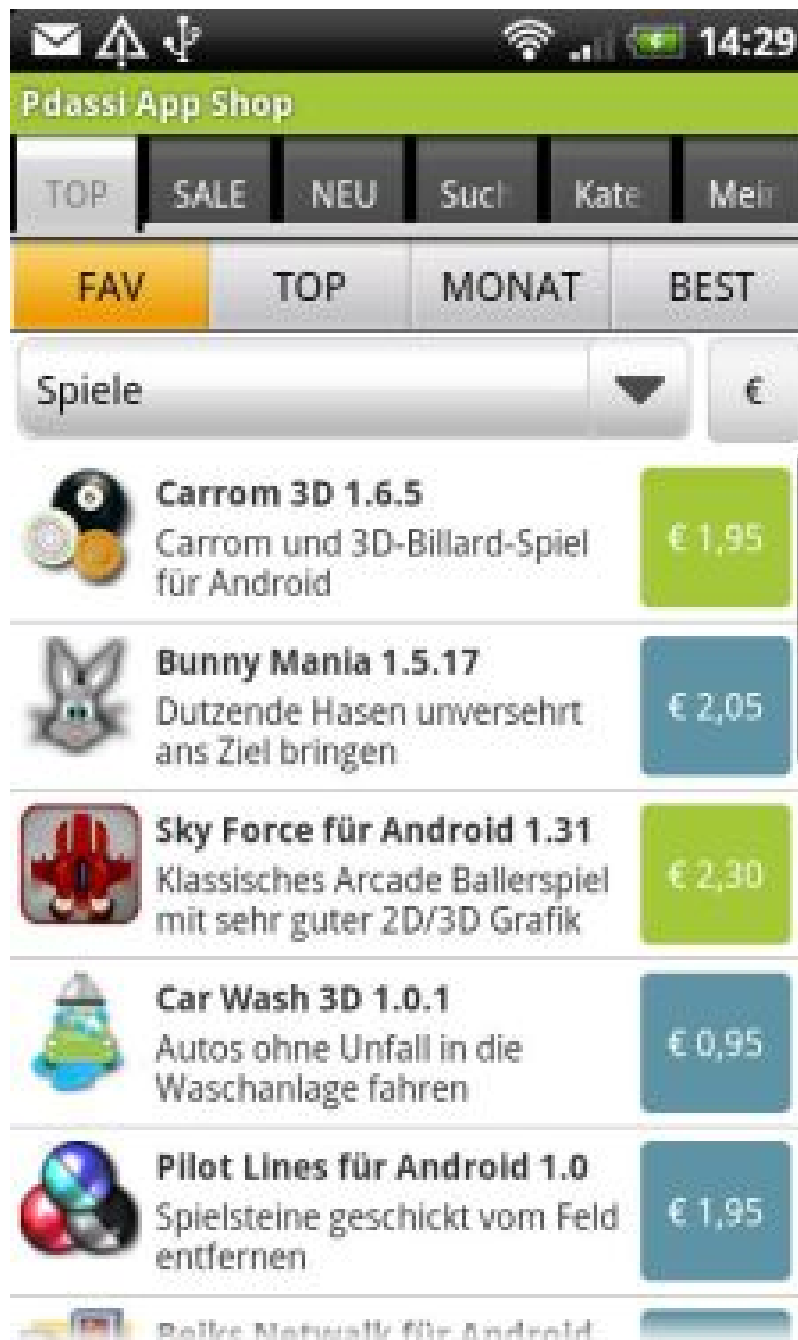 14:29
Pdassi App Shop
TOP SALE NEU Such Kate Mein
FAV TOP MONAT BEST
Spiele €
Carrom 3D 1.6.5
Carrom und 3D-Billard-Spiel
für Android
€ 1,95
Bunny Mania 1.5.17
Dutzende Hasen unversehrt
ans Ziel bringen
€ 2,05
Sky Force für Android 1.31
Klassisches Arcade Ballerspiel
mit sehr guter 2D/3D Grafik
€ 2,30
Car Wash 3D 1.0.1
Autos ohne Unfall in die
Waschanlage fahren
€ 0,95
Pilot Lines für Android 1.0
Spielsteine geschickt vom Feld
entfernen
€ 1,95
Netwalk für Android